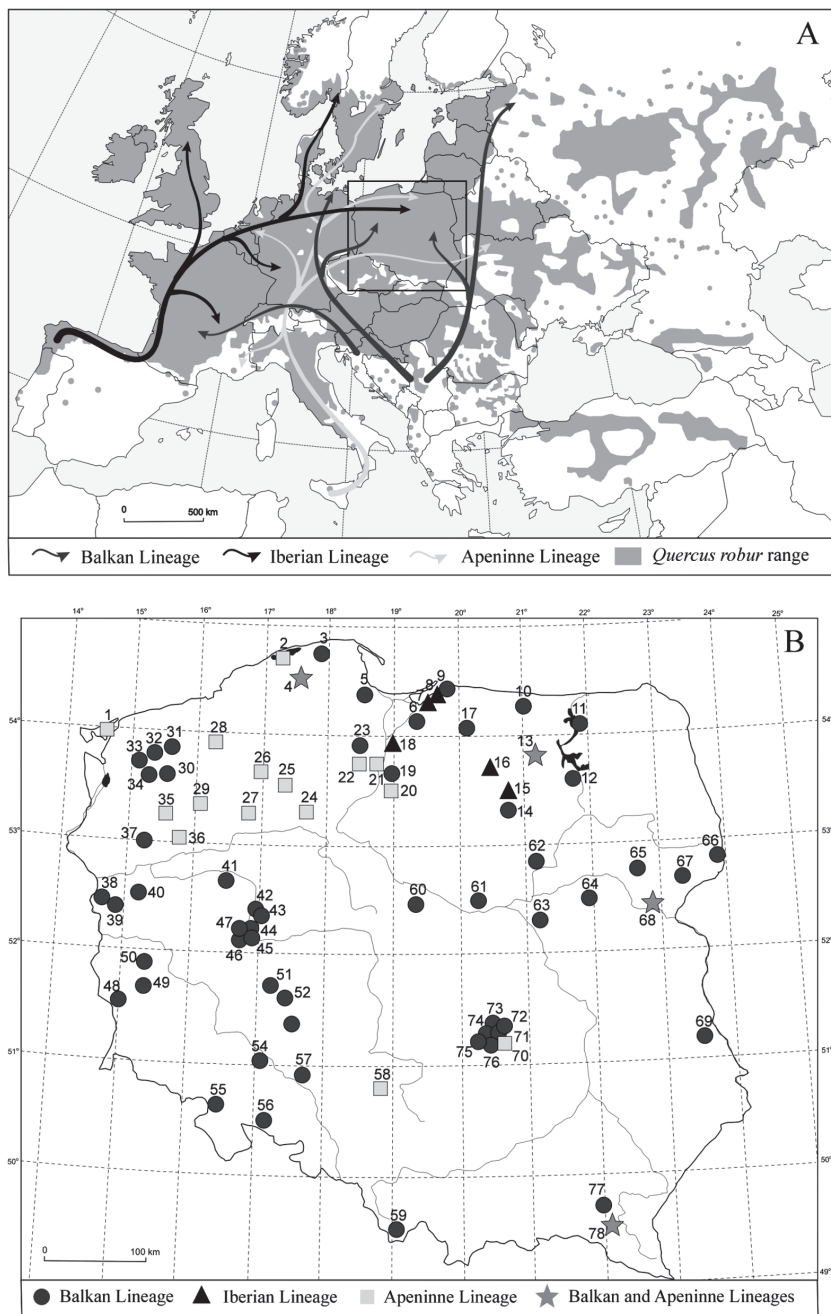 A
0 500 km
Balkan Lineage Iberian Lineage Apeninne Lineage Quercus robur range
B
14° 15° 16° 17° 18° 19° 20° 21° 22° 23° 24° 25°
2 3
4
5 8 9
7
10
1 54° 6 17 11 54°
28 23 18 13
33 32 31
26 22 21 19 16 12
34 30 25 20 15
29 27 24 14
35
36
53° 37 62 65 66 53°
41 67
38 40 60 61 64
39 42 43 63 68
47 44
52° 46 45 52°
50
51
48 49 52
73 72
74 69
51° 54 71 51°
57 75 76 70
58
55 56
50° 50°
77
59 78
49°
0 100 km
Balkan Lineage Iberian Lineage Apeninne Lineage Balkan and Apeninne Lineages